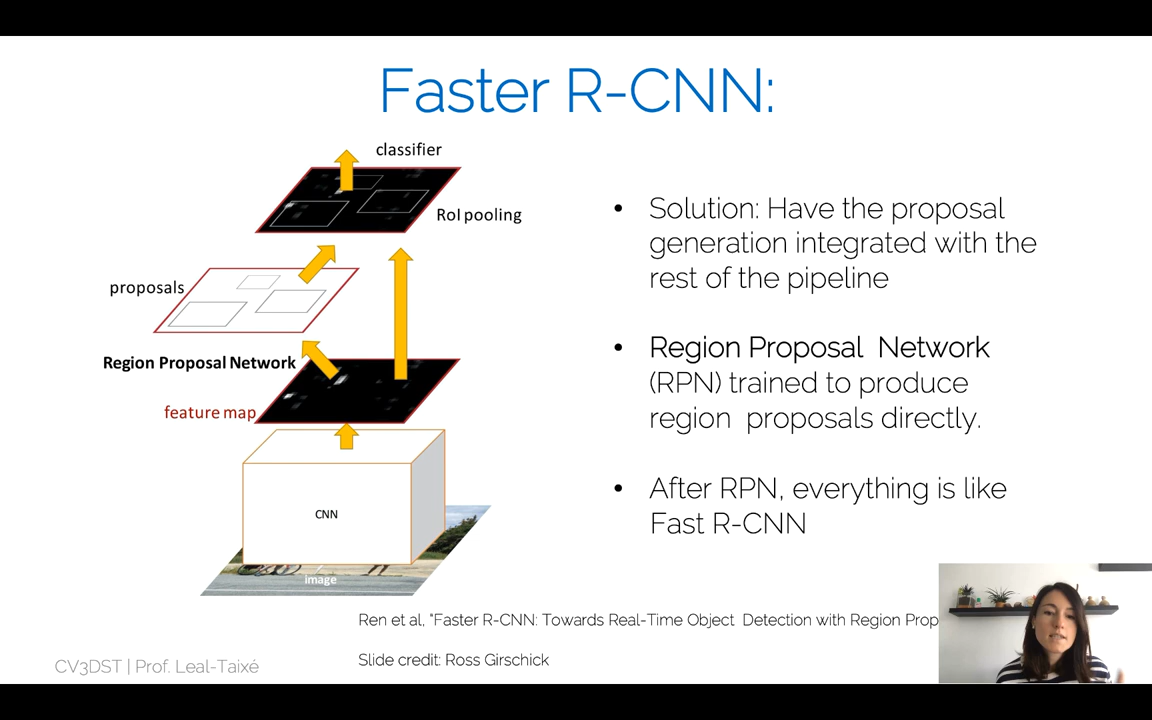 Faster R-CNN:
classifier
RoI pooling
proposals
Region Proposal Network
feature map
CNN
image
• Solution: Have the proposal
generation integrated with the
rest of the pipeline
• Region Proposal Network
(RPN) trained to produce
region proposals directly.
• After RPN, everything is like
Fast R-CNN
Ren et al, “Faster R-CNN: Towards Real-Time Object Detection with Region Prop
Slide credit: Ross Girschick
CV3DST | Prof. Leal-Taixé